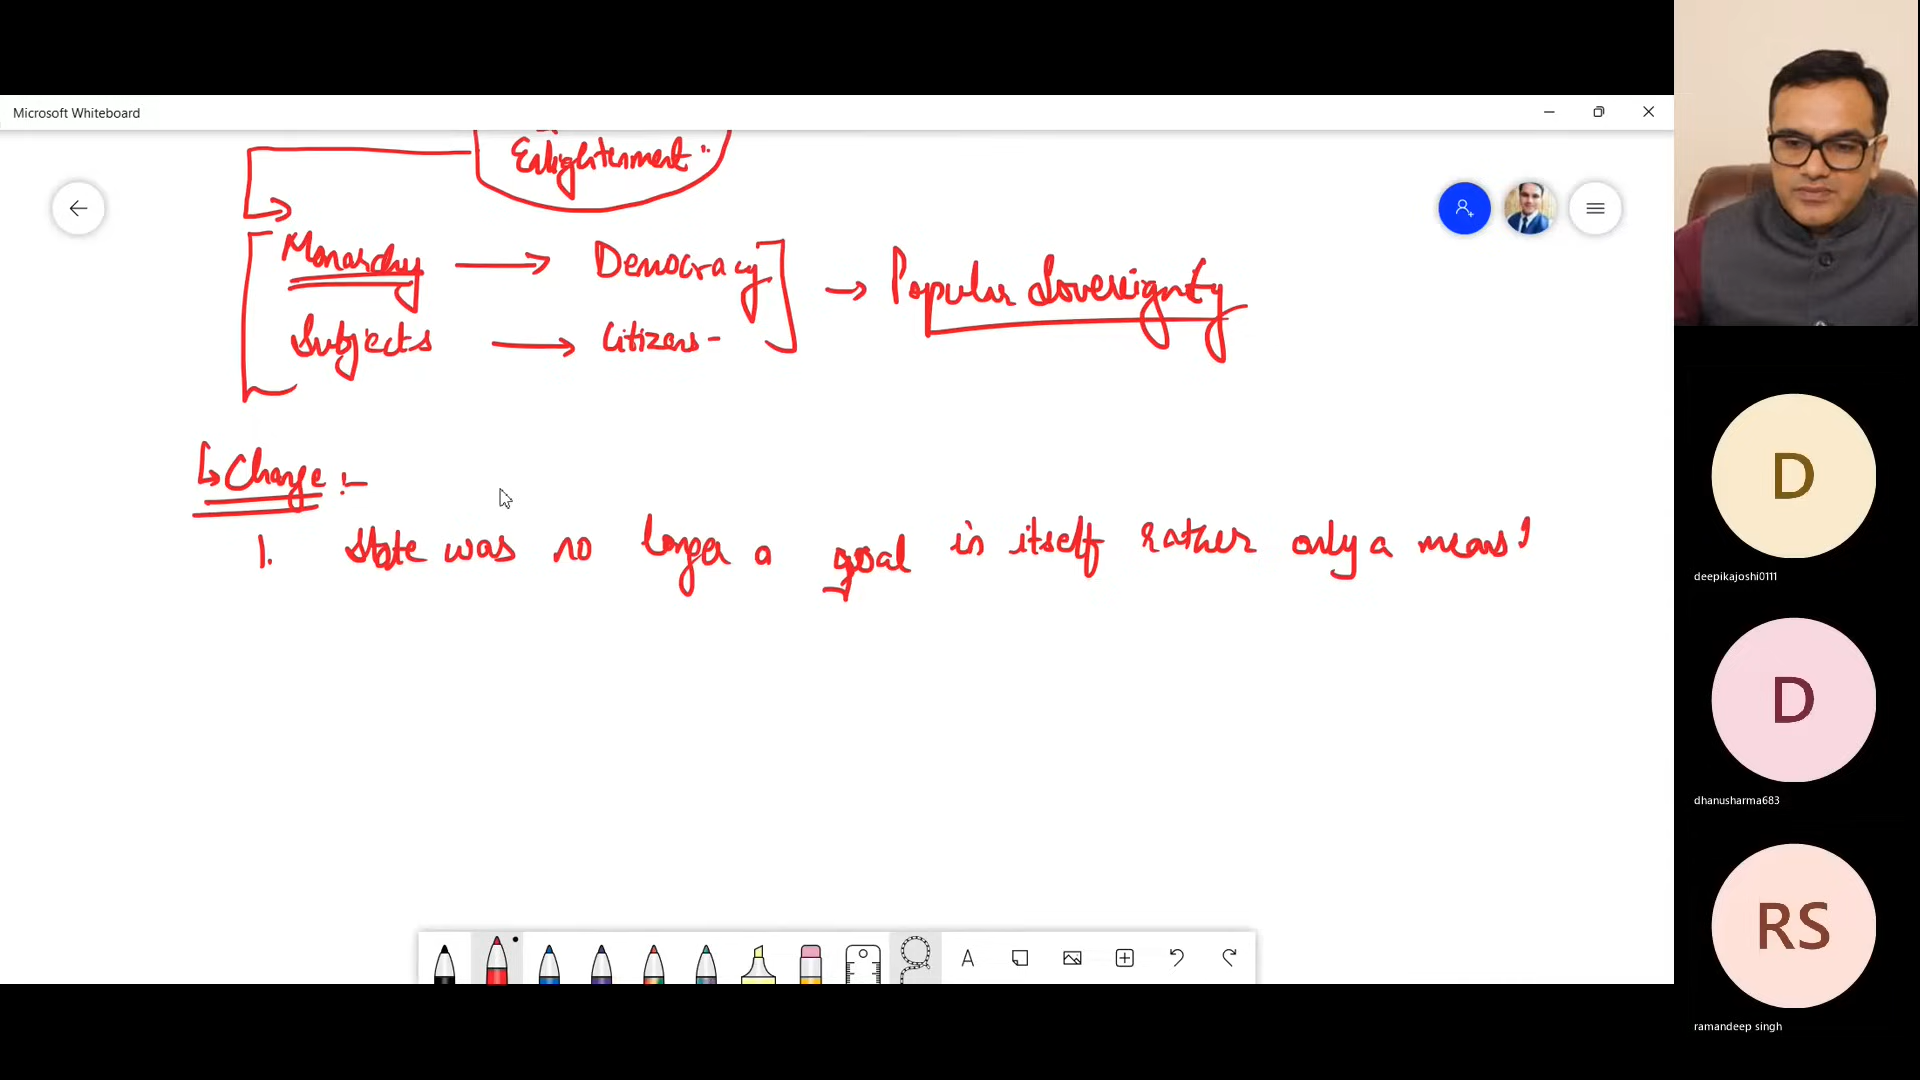 Microsoft Whiteboard
Enlightenment
Monarchy → Democracy → Popular Sovereignty
Subjects → Citizens -
↳ Change :-
1. State was no longer a goal in itself rather only a means
A
D
deepikajoshi0111
D
dhanusharma683
RS
ramandeep singh